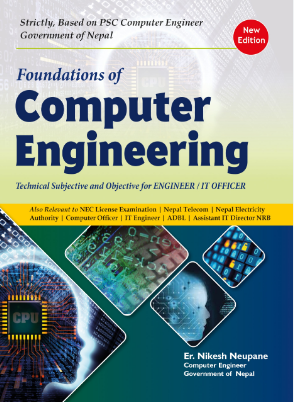 Strictly, Based on PSC Computer Engineer
Government of Nepal
New
Edition
Foundations of
Computer
Engineering
Technical Subjective and Objective for ENGINEER / IT OFFICER
Also Relevant to NEC License Examination | Nepal Telecom | Nepal Electricity
Authority | Computer Officer | IT Engineer | ADBL | Assistant IT Director NRB
CPU
Er. Nikesh Neupane
Computer Engineer
Government of Nepal